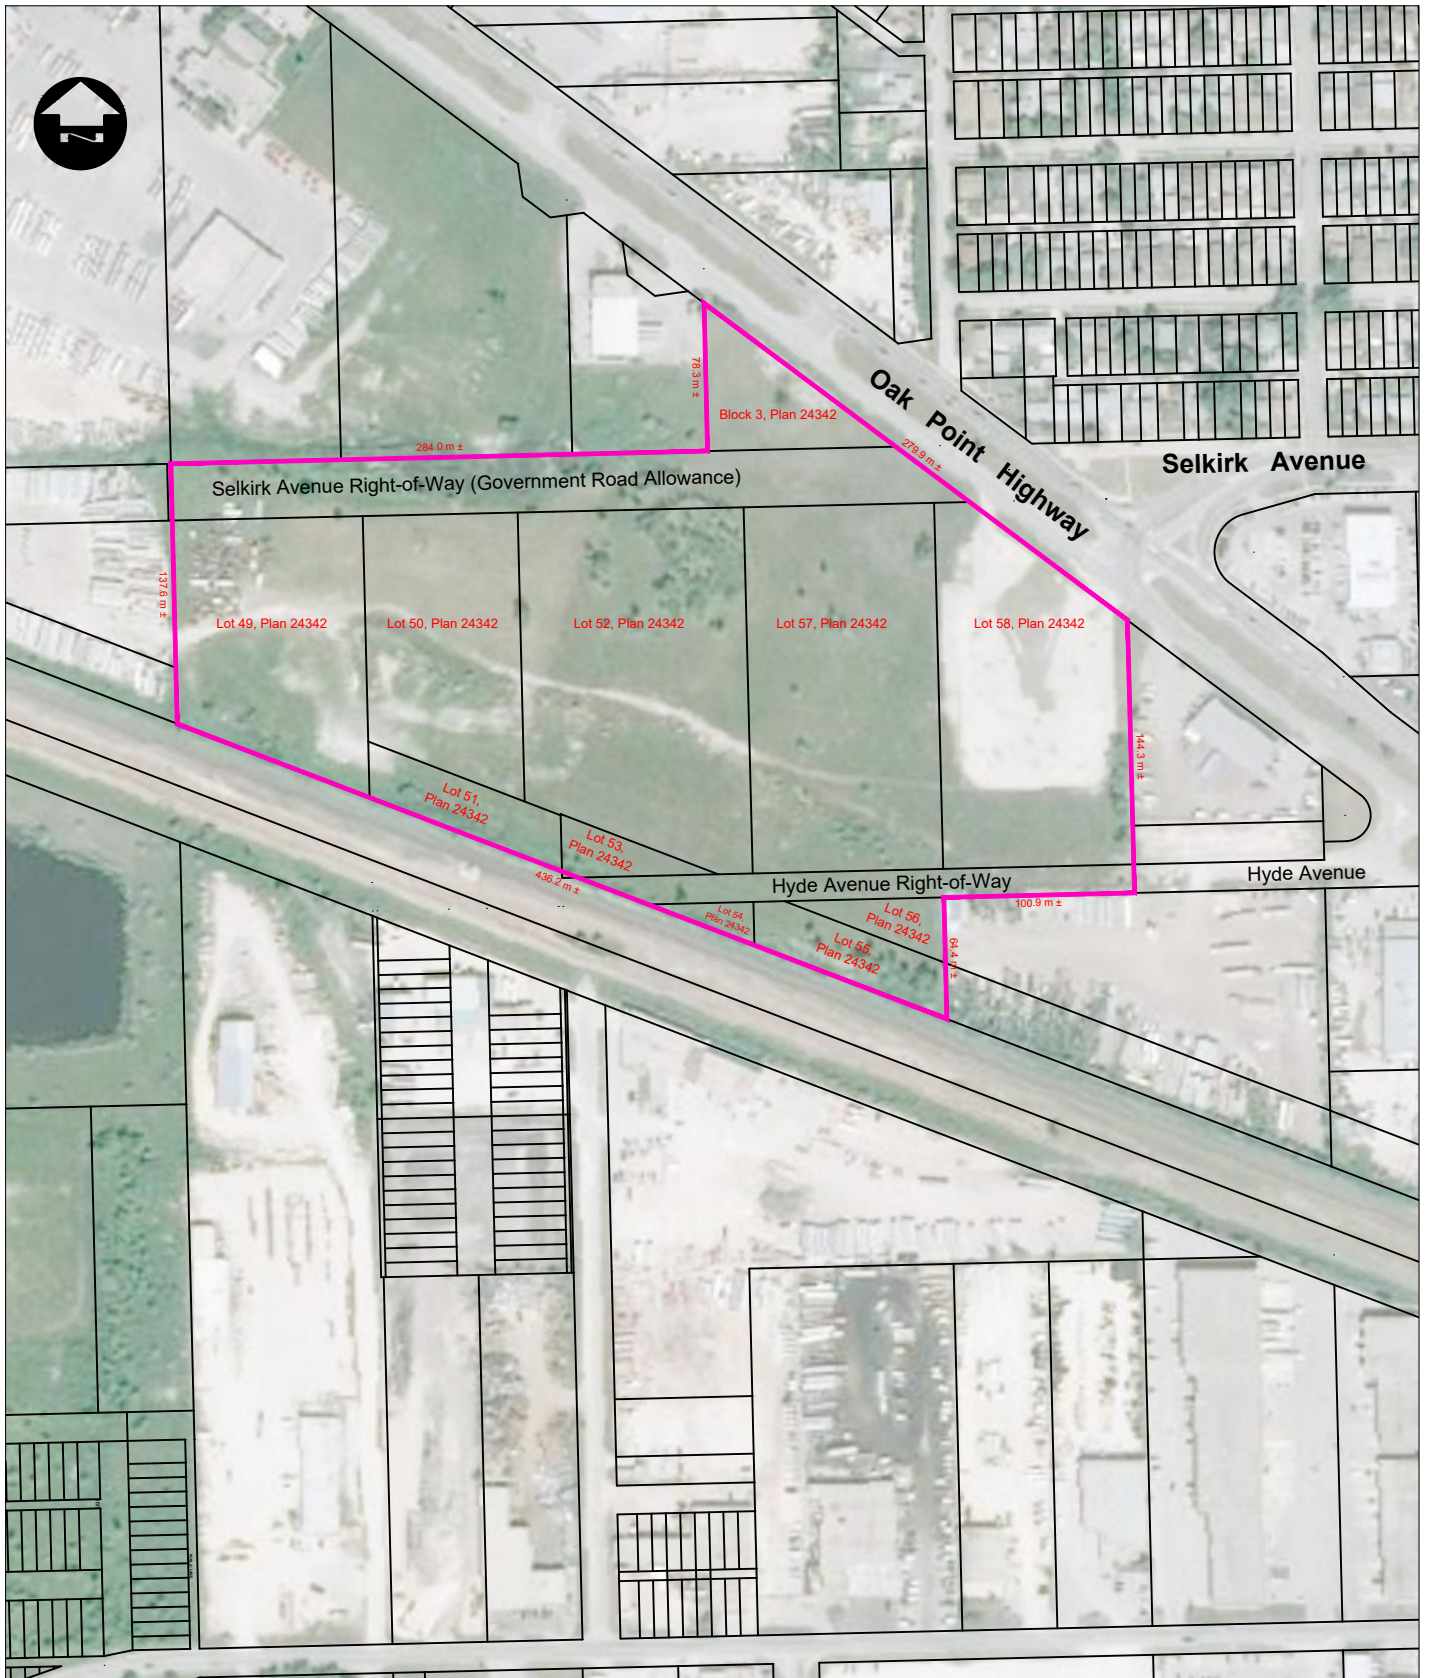 78.3 m ±
Block 3, Plan 24342
Oak Point Highway
284.0 m ±
279.9 m ±
Selkirk Avenue
Selkirk Avenue Right-of-Way (Government Road Allowance)
137.6 m ±
Lot 49, Plan 24342
Lot 50, Plan 24342
Lot 52, Plan 24342
Lot 57, Plan 24342
Lot 58, Plan 24342
144.3 m ±
Lot 51,
Plan 24342
Lot 53,
Plan 24342
436.2 m ±
Hyde Avenue Right-of-Way
Hyde Avenue
100.9 m ±
Lot 54,
Plan 24342
Lot 56,
Plan 24342
Lot 55,
Plan 24342
64.4 m ±